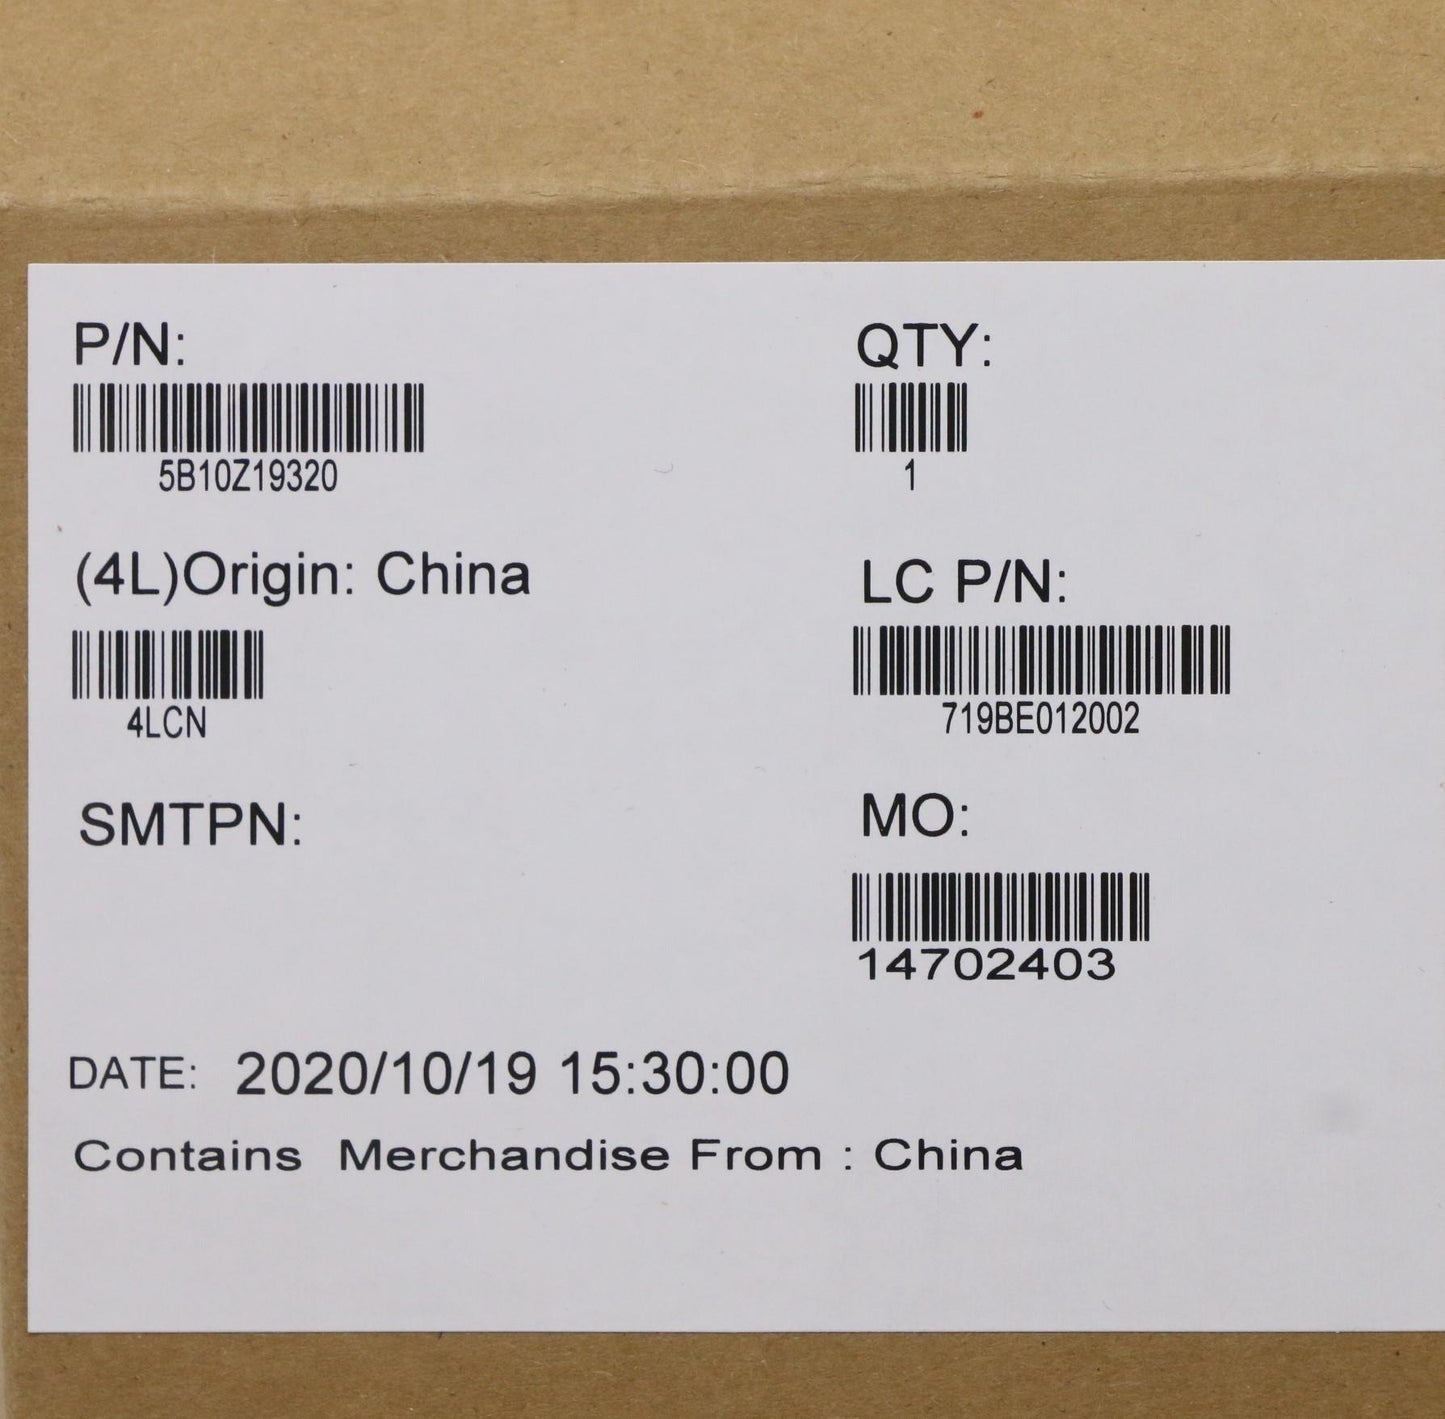 P/N:
5B10Z19320
QTY:
1
(4L)Origin: China
4LCN
LC P/N:
719BE012002
SMTPN:
MO:
14702403
DATE: 2020/10/19 15:30:00
Contains Merchandise From : China